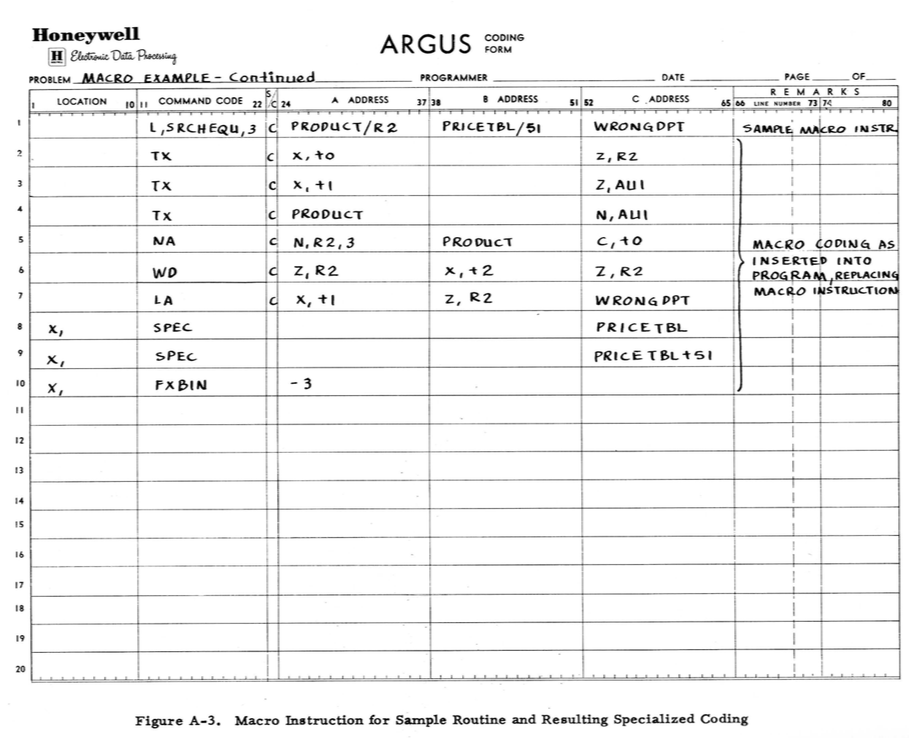 Honeywell
H Electronic Data Processing
ARGUS CODING FORM
PROBLEM MACRO EXAMPLE - Continued PROGRAMMER DATE PAGE OF
1 LOCATION 10 11 COMMAND CODE 22 S/C 24 A ADDRESS 37 38 B ADDRESS 51 52 C ADDRESS 65 66 REMARKS LINE NUMBER 73 74 80
1 L,SRCHEQU,3 C PRODUCT/R2 PRICETBL/51 WRONGDPT SAMPLE MACRO INSTR
2 TX C X,+0 Z,R2
3 TX C X,+1 Z,AU1
4 TX C PRODUCT N,AU1
5 NA C N,R2,3 PRODUCT C,+0 MACRO CODING AS
6 WD C Z,R2 X,+2 Z,R2 INSERTED INTO PROGRAM, REPLACING
7 LA C X,+1 Z,R2 WRONGDPT MACRO INSTRUCTION
8 X, SPEC PRICETBL
9 X, SPEC PRICETBL+51
10 X, FXBIN -3
11
12
13
14
15
16
17
18
19
20
Figure A-3. Macro Instruction for Sample Routine and Resulting Specialized Coding